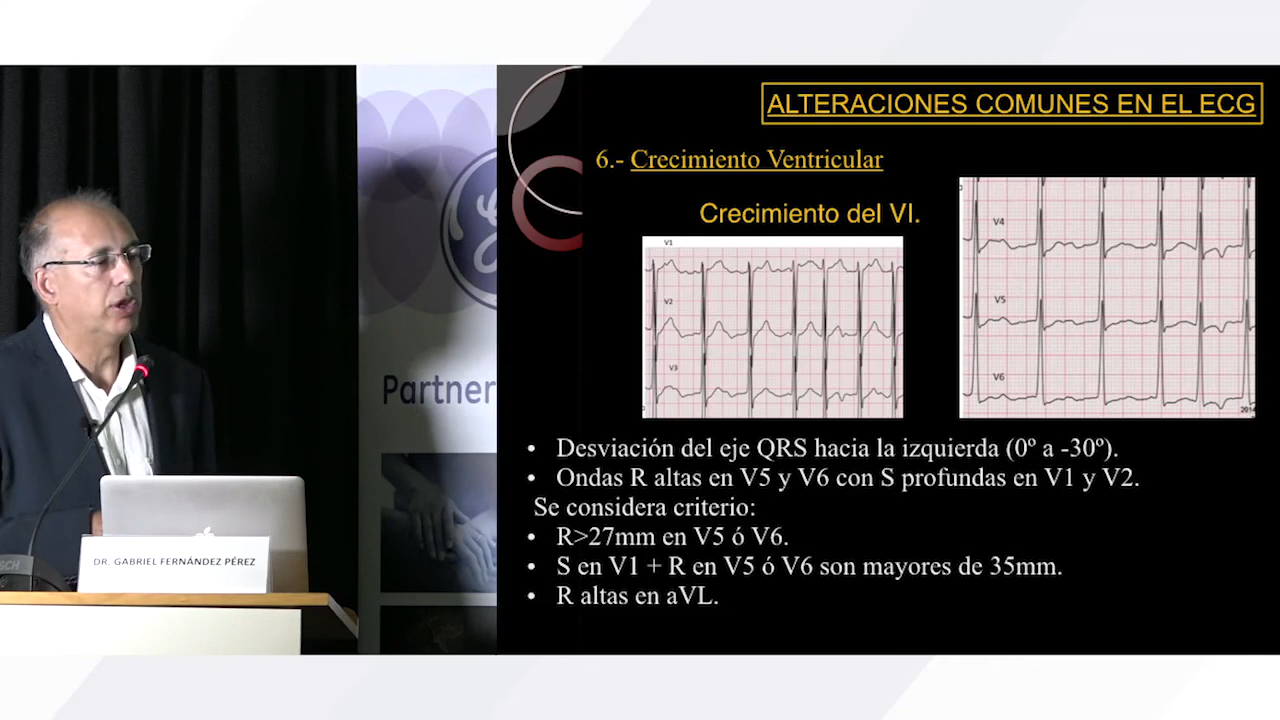 ALTERACIONES COMUNES EN EL ECG
6.- Crecimiento Ventricular
Crecimiento del VI.
V1
V2
V3
V4
V5
V6
Partner
• Desviación del eje QRS hacia la izquierda (0º a -30º).
• Ondas R altas en V5 y V6 con S profundas en V1 y V2.
Se considera criterio:
• R>27mm en V5 ó V6.
• S en V1 + R en V5 ó V6 son mayores de 35mm.
• R altas en aVL.
DR. GABRIEL FERNÁNDEZ PÉREZ